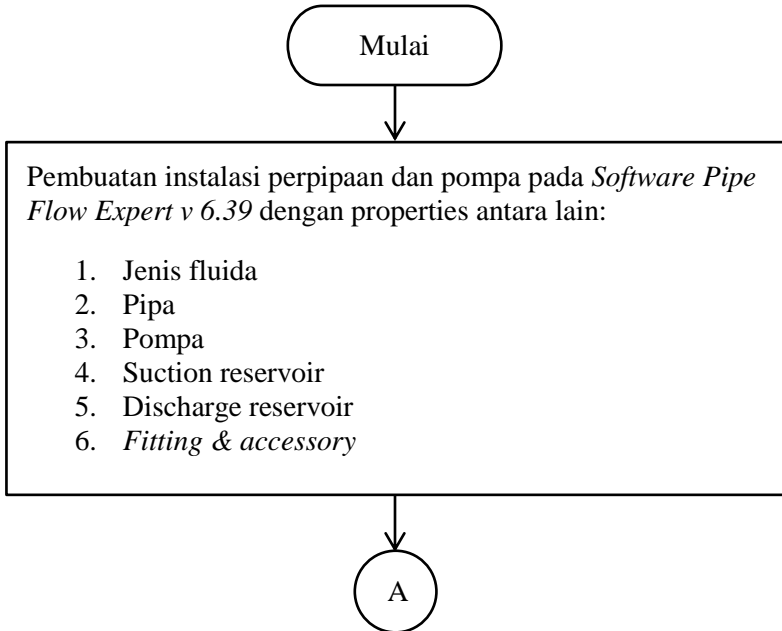 Mulai
Pembuatan instalasi perpipaan dan pompa pada Software Pipe
Flow Expert v 6.39 dengan properties antara lain:
1. Jenis fluida
2. Pipa
3. Pompa
4. Suction reservoir
5. Discharge reservoir
6. Fitting & accessory
A